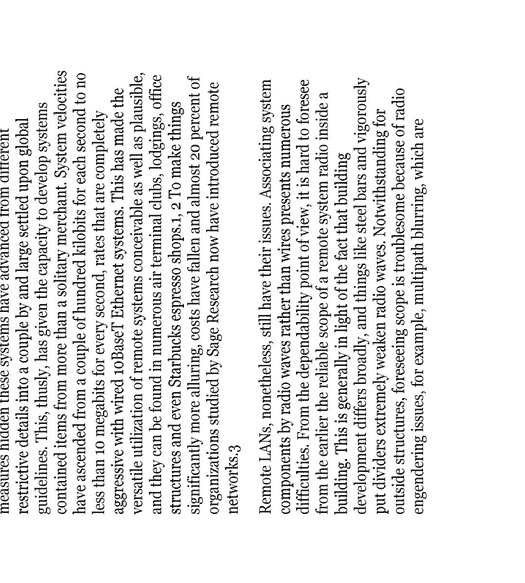 measures hidden these systems have advanced from different
restrictive details into a couple by and large settled upon global
guidelines. This, thusly, has given the capacity to develop systems
contained items from more than a solitary merchant. System velocities
have ascended from a couple of hundred kilobits for each second to no
less than 10 megabits for every second, rates that are completely
aggressive with wired 10BaseT Ethernet systems. This has made the
versatile utilization of remote systems conceivable as well as plausible,
and they can be found in numerous air terminal clubs, lodgings, office
structures and even Starbucks espresso shops.1, 2 To make things
significantly more alluring, costs have fallen and almost 20 percent of
organizations studied by Sage Research now have introduced remote
networks.3
Remote LANs, nonetheless, still have their issues. Associating system
components by radio waves rather than wires presents numerous
difficulties. From the dependability point of view, it is hard to foresee
from the earlier the reliable scope of a remote system radio inside a
building. This is generally in light of the fact that building
development differs broadly, and things like steel bars and vigorously
put dividers extremely weaken radio waves. Notwithstanding for
outside structures, foreseeing scope is troublesome because of radio
engendering issues, for example, multipath blurring, which are